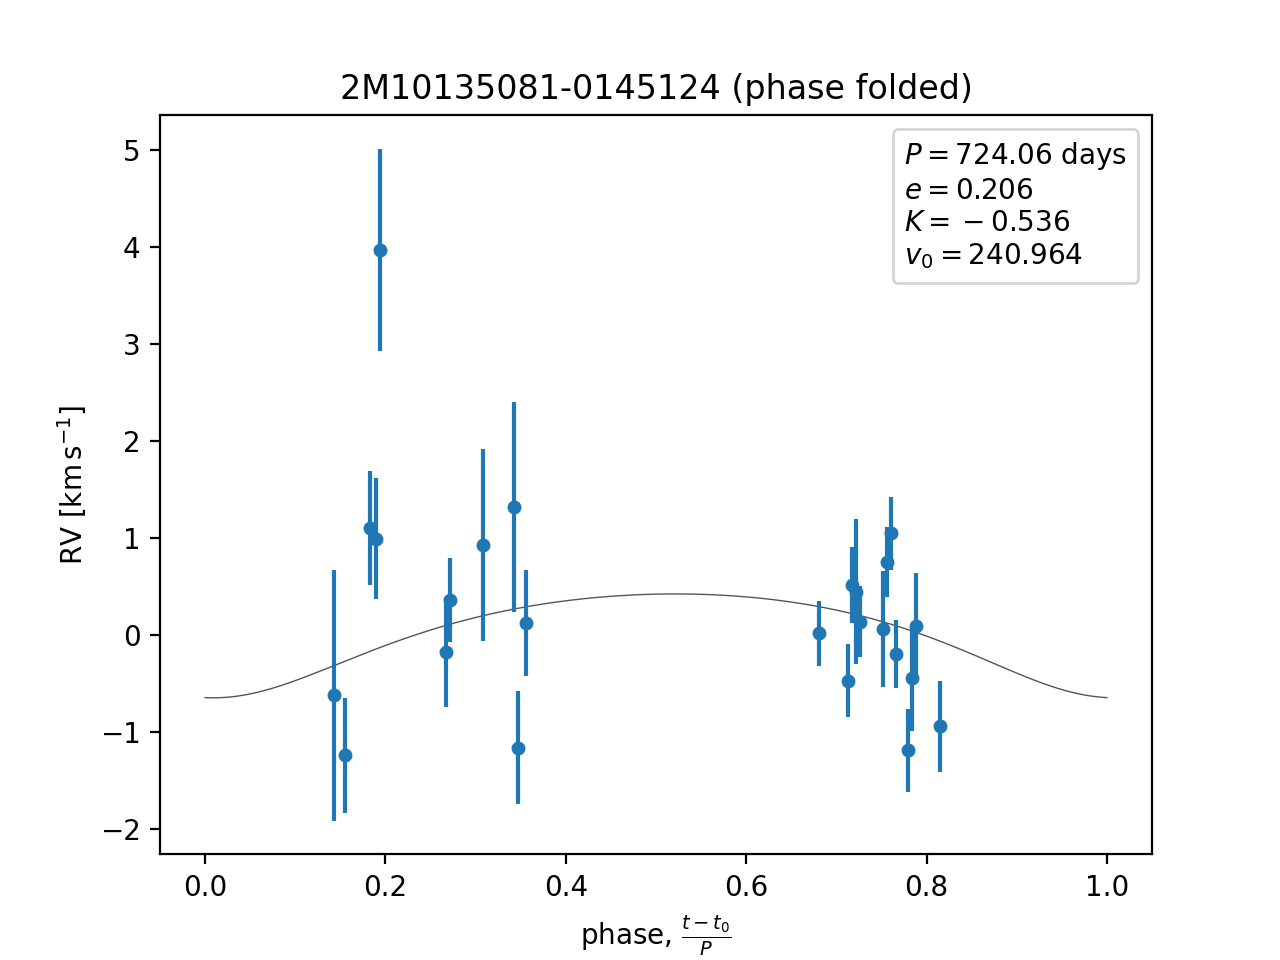 2M10135081-0145124 (phase folded)
P = 724.06 days
e = 0.206
K = −0.536
v₀ = 240.964
5
4
3
2
1
0
−1
−2
RV [km s⁻¹]
0.0 0.2 0.4 0.6 0.8 1.0
phase, (t − t₀)/P